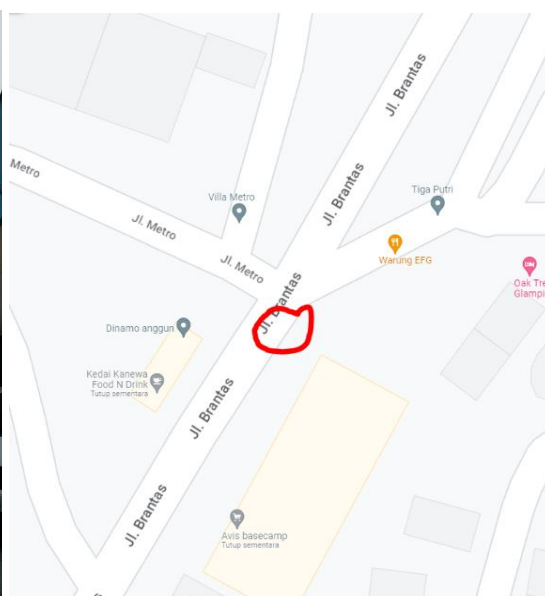 Jl. Brantas
Metro
Jl. Brantas
Villa Metro
Tiga Putri
Jl. Metro
Jl. Metro
Warung EFG
Oak Tre
Glampi
Jl. Brantas
Dinamo anggun
Kedai Kanewa
Food N Drink
Tutup sementara
Jl. Brantas
Jl. Brantas
Avis basecamp
Tutup sementara